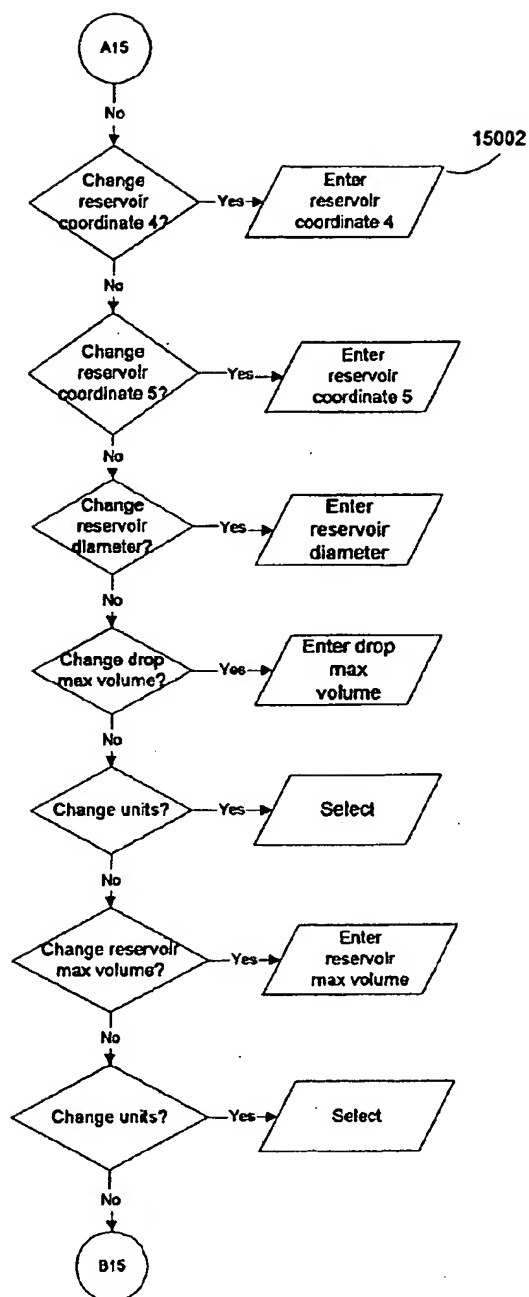 A15
No
15002
Change
reservoir
coordinate 4?
Yes
Enter
reservoir
coordinate 4
No
Change
reservoir
coordinate 5?
Yes
Enter
reservoir
coordinate 5
No
Change
reservoir
diameter?
Yes
Enter
reservoir
diameter
No
Change drop
max volume?
Yes
Enter drop
max
volume
No
Change units?
Yes
Select
No
Change reservoir
max volume?
Yes
Enter
reservoir
max volume
No
Change units?
Yes
Select
No
B15